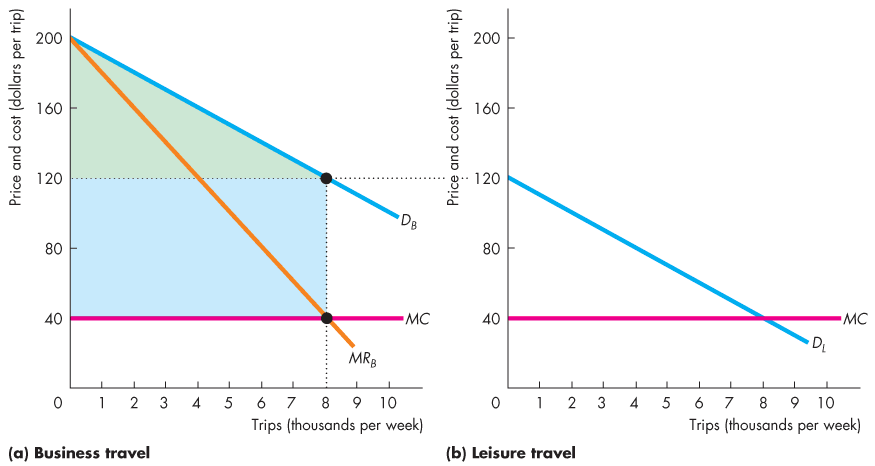 Price and cost (dollars per trip)
200
160
120
80
40
0
1 2 3 4 5 6 7 8 9 10
Trips (thousands per week)
D_B
MC
MR_B
(a) Business travel
Price and cost (dollars per trip)
200
160
120
80
40
0
1 2 3 4 5 6 7 8 9 10
Trips (thousands per week)
MC
D_L
(b) Leisure travel